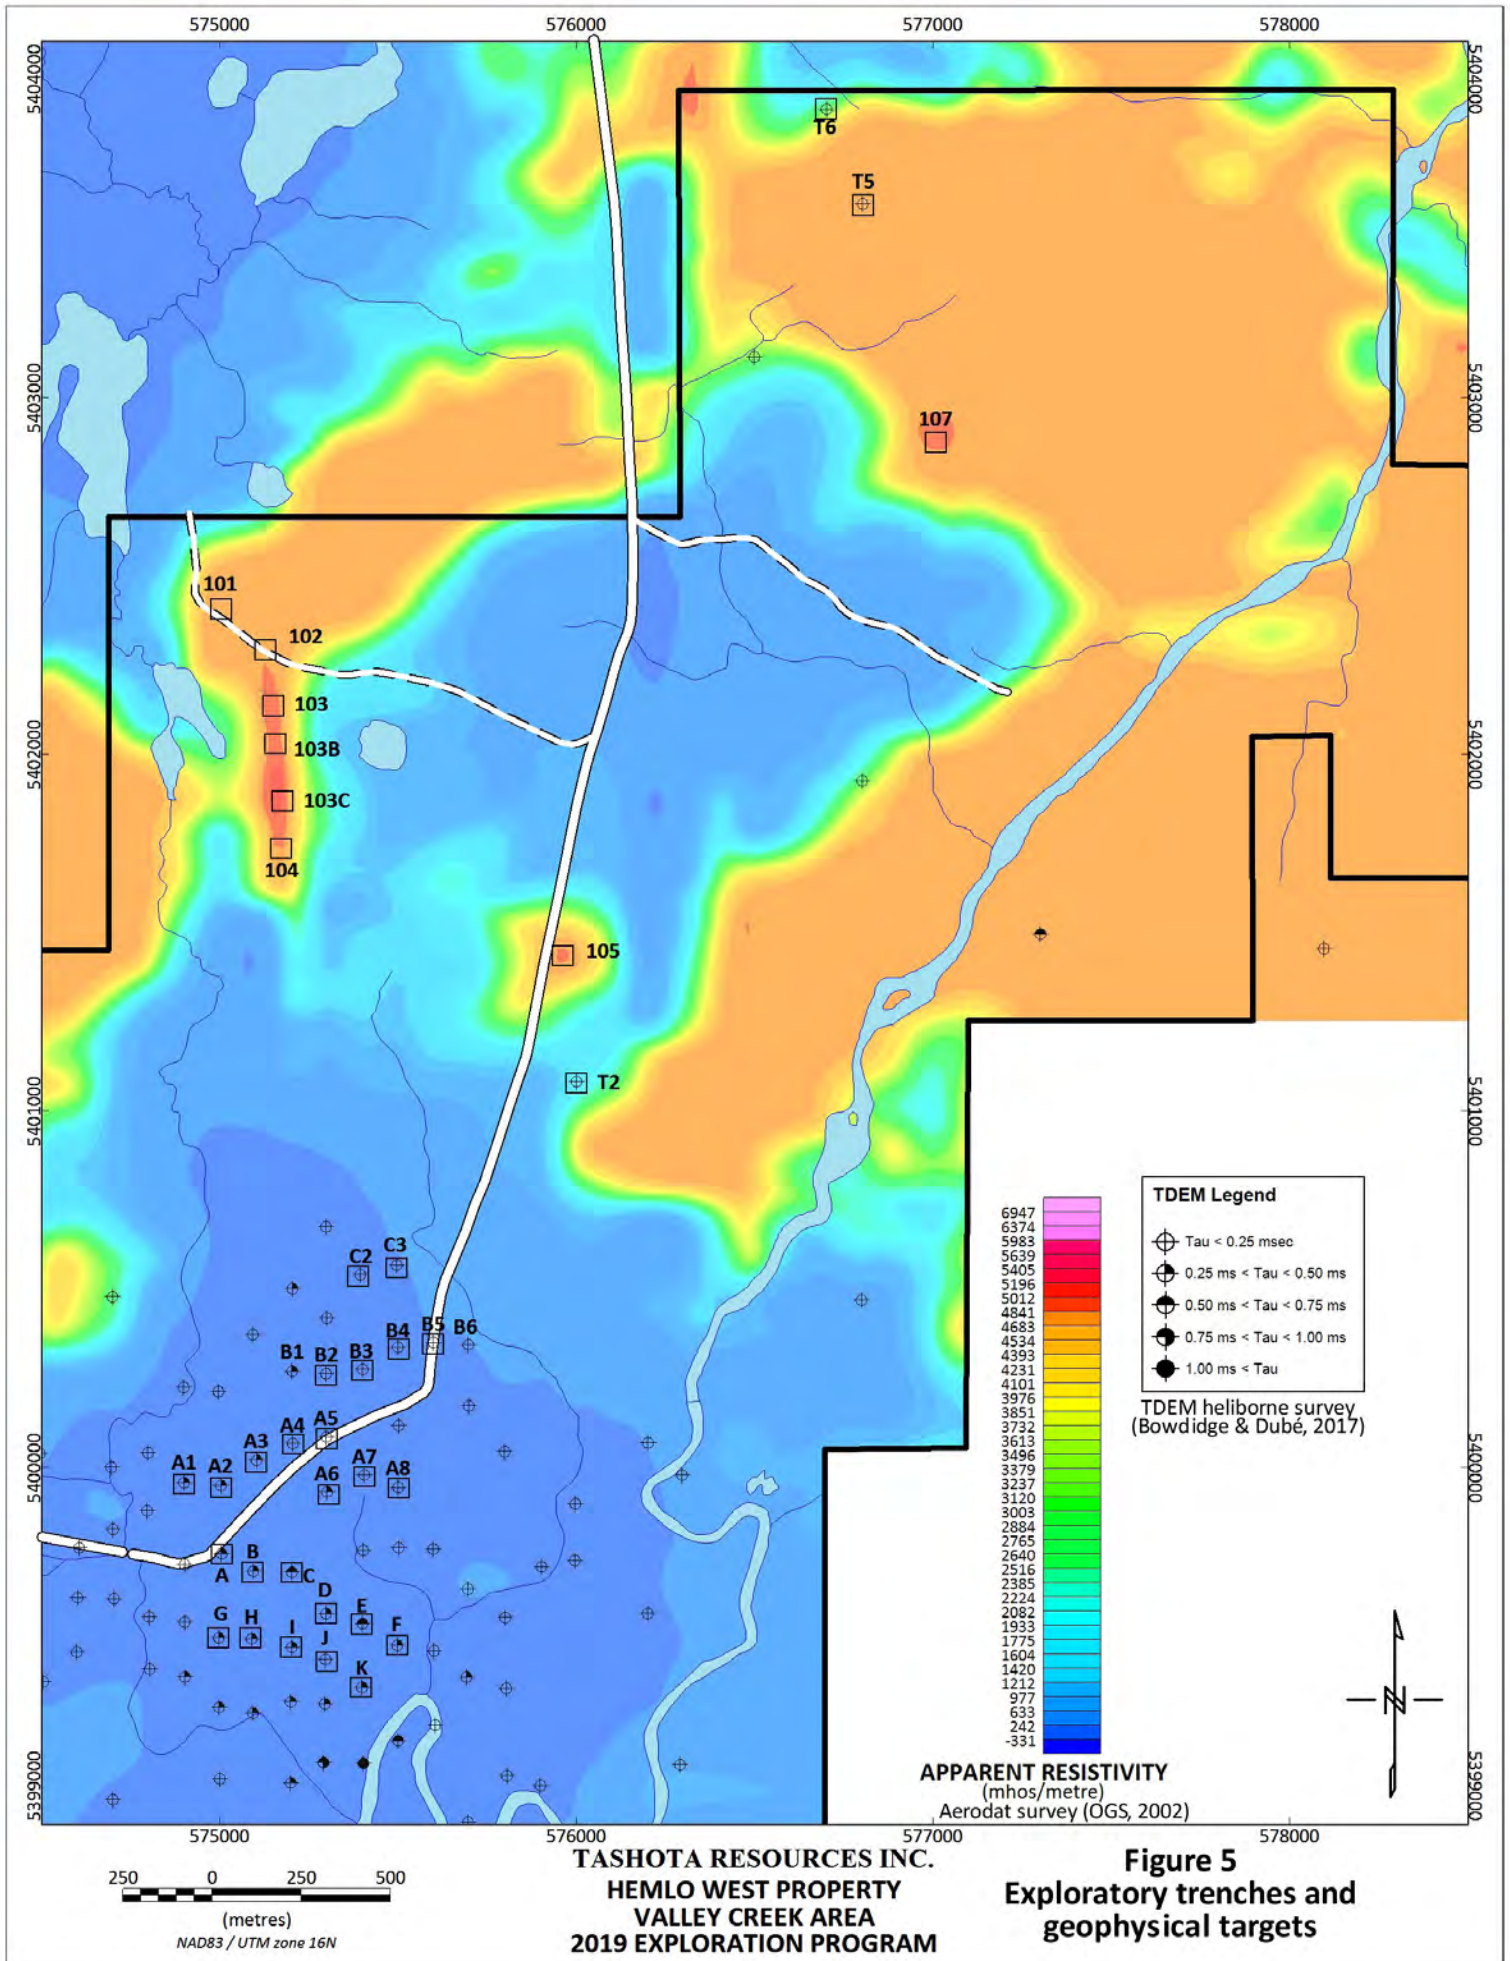 575000
576000
577000
578000
5404000
5404000
T6
T5
5403000
5403000
107
101
102
103
103B
5402000
5402000
103C
104
105
5401000
5401000
T2
C2
C3
B5
B6
B4
B3
B2
B1
A5
A4
A3
A1
A2
A7
A6
A8
5400000
5400000
A
B
C
D
E
F
G
H
I
J
K
5399000
5399000
6947
6374
5983
5639
5405
5196
5012
4841
4683
4534
4393
4231
4101
3976
3851
3732
3613
3496
3379
3237
3120
3003
2884
2765
2640
2516
2385
2224
2082
1933
1775
1604
1420
1212
977
633
242
-331
APPARENT RESISTIVITY
(mhos/metre)
Aerodat survey (OGS, 2002)
TDEM Legend
Tau < 0.25 msec
0.25 ms < Tau < 0.50 ms
0.50 ms < Tau < 0.75 ms
0.75 ms < Tau < 1.00 ms
1.00 ms < Tau
TDEM heliborne survey
(Bowdidge & Dubé, 2017)
N
575000
576000
577000
578000
250 0 250 500
(metres)
NAD83 / UTM zone 16N
TASHOTA RESOURCES INC.
HEMLO WEST PROPERTY
VALLEY CREEK AREA
2019 EXPLORATION PROGRAM
Figure 5
Exploratory trenches and
geophysical targets